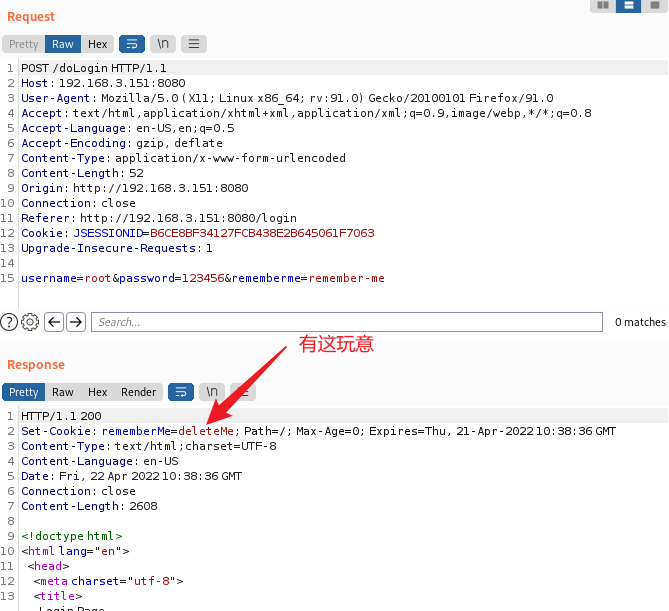 Request
Pretty Raw Hex \n
1 POST /doLogin HTTP/1.1
2 Host: 192.168.3.151:8080
3 User-Agent: Mozilla/5.0 (X11; Linux x86_64; rv:91.0) Gecko/20100101 Firefox/91.0
4 Accept: text/html,application/xhtml+xml,application/xml;q=0.9,image/webp,*/*;q=0.8
5 Accept-Language: en-US,en;q=0.5
6 Accept-Encoding: gzip, deflate
7 Content-Type: application/x-www-form-urlencoded
8 Content-Length: 52
9 Origin: http://192.168.3.151:8080
10 Connection: close
11 Referer: http://192.168.3.151:8080/login
12 Cookie: JSESSIONID=B6CE8BF34127FCB438E2B645061F7063
13 Upgrade-Insecure-Requests: 1
14
15 username=root&password=123456&rememberme=remember-me
? Search... 0 matches
有这玩意
Response
Pretty Raw Hex Render \n
1 HTTP/1.1 200
2 Set-Cookie: rememberMe=deleteMe; Path=/; Max-Age=0; Expires=Thu, 21-Apr-2022 10:38:36 GMT
3 Content-Type: text/html;charset=UTF-8
4 Content-Language: en-US
5 Date: Fri, 22 Apr 2022 10:38:36 GMT
6 Connection: close
7 Content-Length: 2608
8
9 <!doctype html>
10 <html lang="en">
11 <head>
12 <meta charset="utf-8">
13 <title>
Login Page